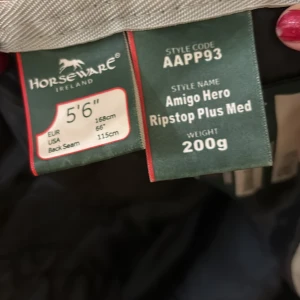 HORSEWARE®
IRELAND
5'6"
168cm
EUR
USA 66"
Back Seam 115cm
STYLE CODE
AAPP93
STYLE NAME
Amigo Hero
Ripstop Plus Med
WEIGHT
200g